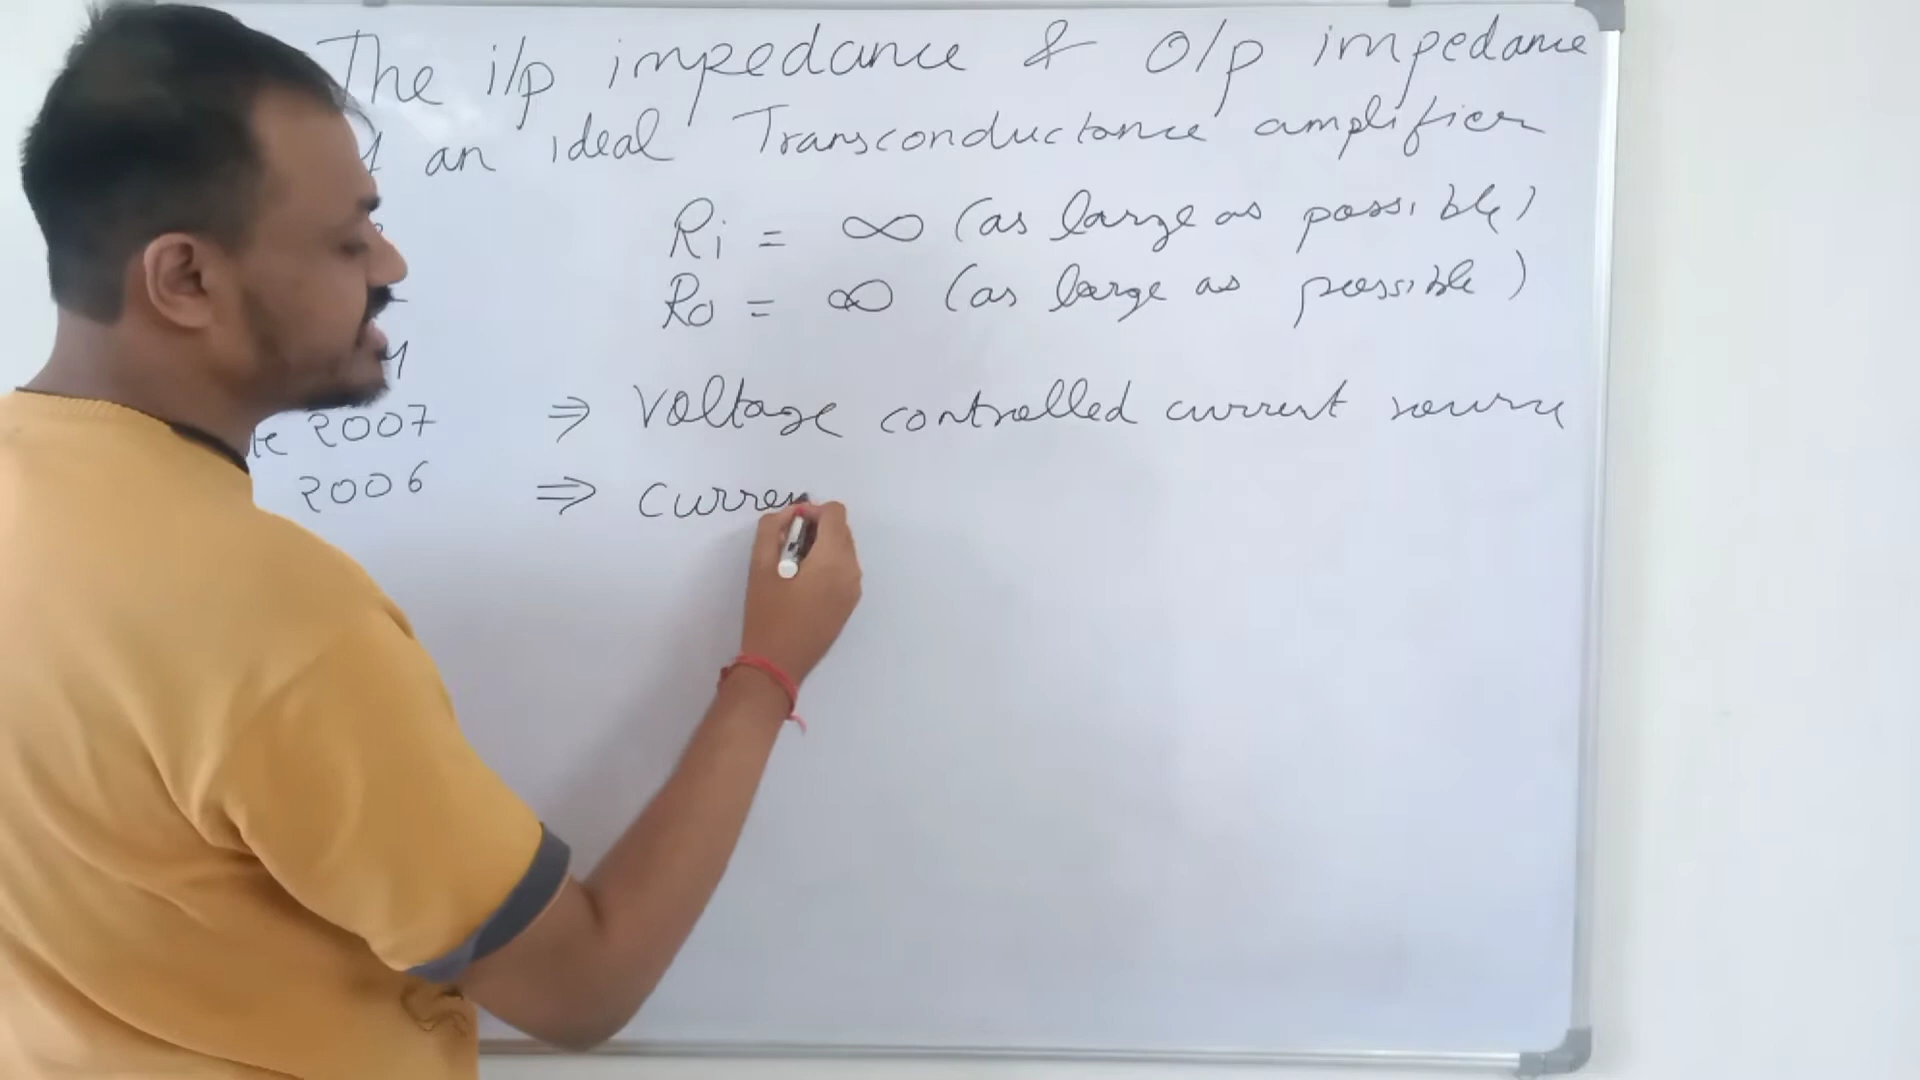 The i/p impedance & o/p impedance
an ideal Transconductance amplifier
Ri = ∞ (as large as possible)
Ro = ∞ (as large as possible)
2007 ⇒ Voltage controlled current source
2006 ⇒ Curren